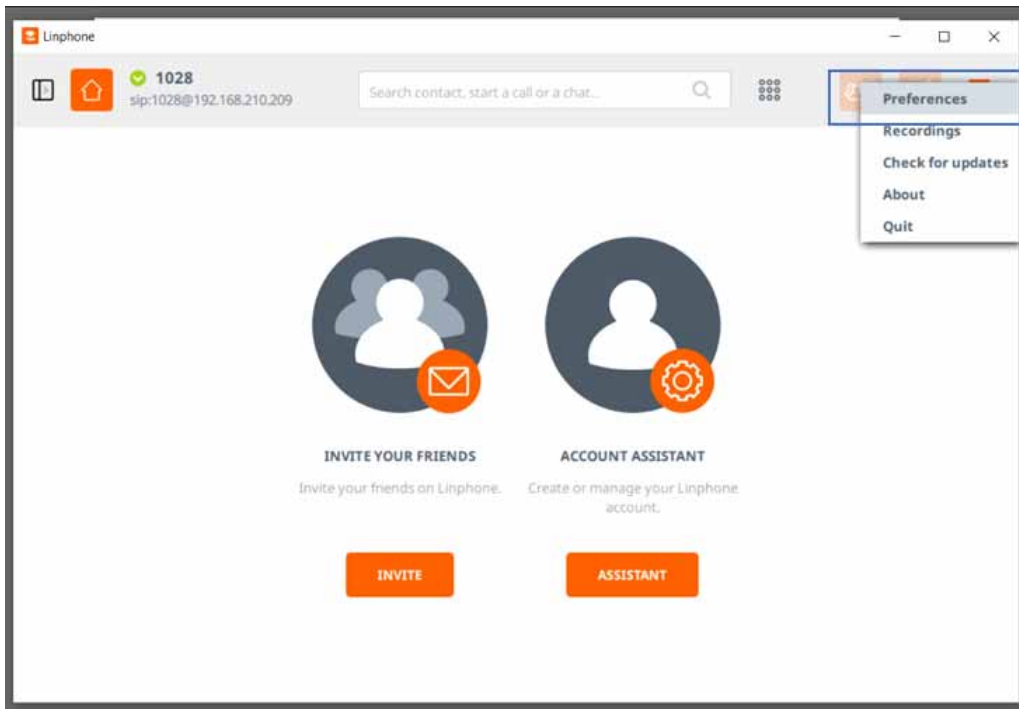 Linphone
1028
sip:1028@192.168.210.209
Search contact, start a call or a chat...
Preferences
Recordings
Check for updates
About
Quit
INVITE YOUR FRIENDS
Invite your friends on Linphone.
INVITE
ACCOUNT ASSISTANT
Create or manage your Linphone
account.
ASSISTANT